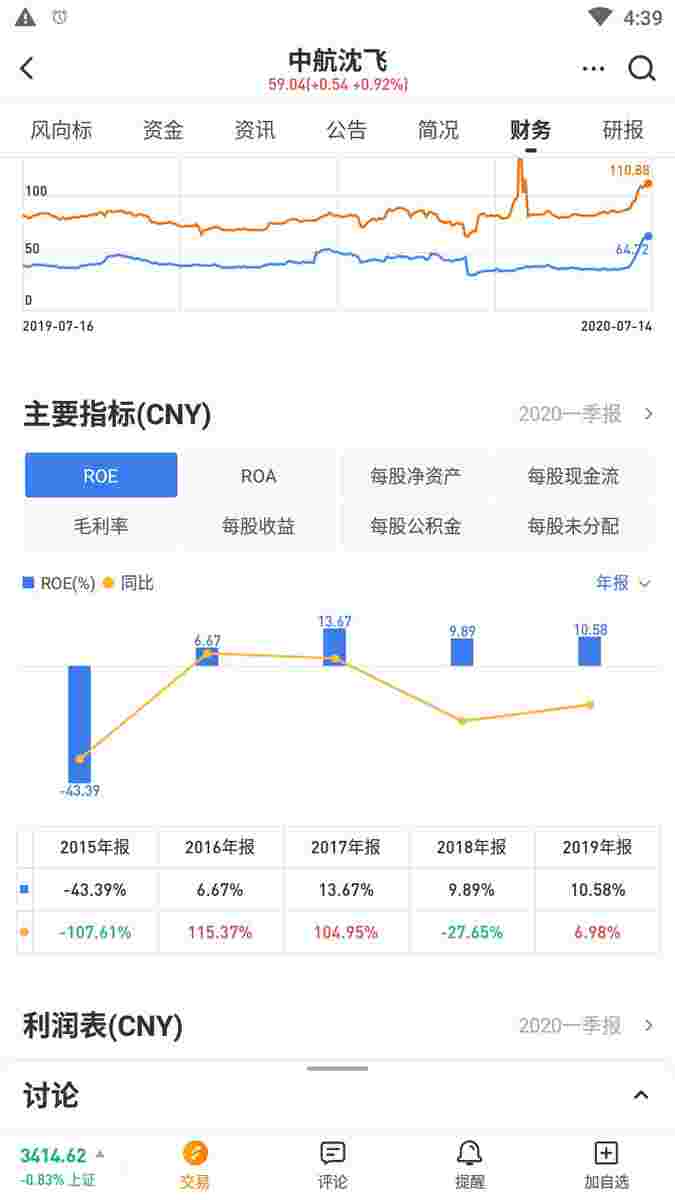 4:39
中航沈飞
59.04(+0.54 +0.92%)
风向标 资金 资讯 公告 简况 财务 研报
110.88
100
50
64.72
0
2019-07-16 2020-07-14
主要指标(CNY) 2020一季报
ROE ROA 每股净资产 每股现金流
毛利率 每股收益 每股公积金 每股未分配
ROE(%) 同比 年报
6.67 13.67 9.89 10.58
-43.39
2015年报 2016年报 2017年报 2018年报 2019年报
-43.39% 6.67% 13.67% 9.89% 10.58%
-107.61% 115.37% 104.95% -27.65% 6.98%
利润表(CNY) 2020一季报
讨论
3414.62
-0.83% 上证
交易 评论 提醒 加自选